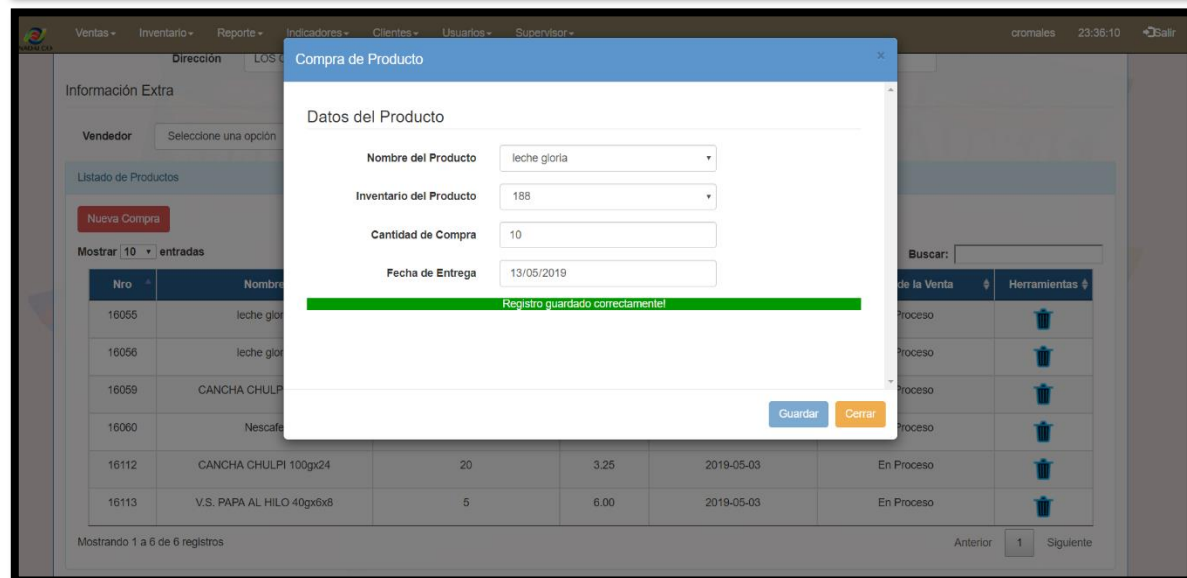 Ventas Inventario Reporte Indicadores Clientes Usuarios Supervisor cromales 23:36:10 Salir
Dirección LOS
Compra de Producto ×
Información Extra
Datos del Producto
Vendedor Seleccione una opción
Nombre del Producto leche gloria
Listado de Productos
Inventario del Producto 188
Nueva Compra
Cantidad de Compra 10
Mostrar 10 entradas Buscar:
Fecha de Entrega 13/05/2019
Nro Nombre de la Venta Herramientas
Registro guardado correctamente!
16055 leche glor Proceso
16056 leche glor Proceso
16059 CANCHA CHULP Proceso
Guardar Cerrar
16060 Nescafe Proceso
16112 CANCHA CHULPI 100gx24 20 3.25 2019-05-03 En Proceso
16113 V.S. PAPA AL HILO 40gx6x8 5 6.00 2019-05-03 En Proceso
Mostrando 1 a 6 de 6 registros Anterior 1 Siguiente